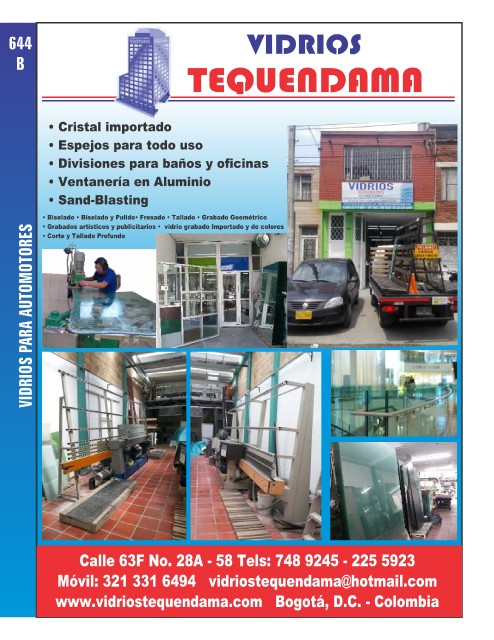 644
B
VIDRIOS PARA AUTOMOTORES
VIDRIOS
TEQUENDAMA
• Cristal importado
• Espejos para todo uso
• Divisiones para baños y oficinas
• Ventanería en Aluminio
• Sand-Blasting
• Biselado • Biselado y Pulido• Fresado • Tallado • Grabado Geométrico
• Grabados artísticos y publicitarios • vidrio grabado Importado y de colores
• Corte y Tallado Profundo
VIDRIOS
TEQUENDAMA
Calle 63F No. 28A - 58 Tels: 748 9245 - 225 5923
Móvil: 321 331 6494 vidriostequendama@hotmail.com
www.vidriostequendama.com Bogotá, D.C. - Colombia